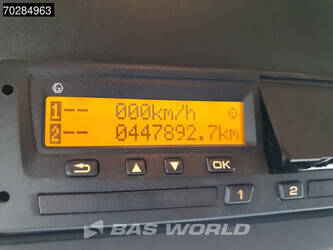 70284963
1 -- 000km/h
2 -- 0447892.7km
OK
1 2
BAS WORLD